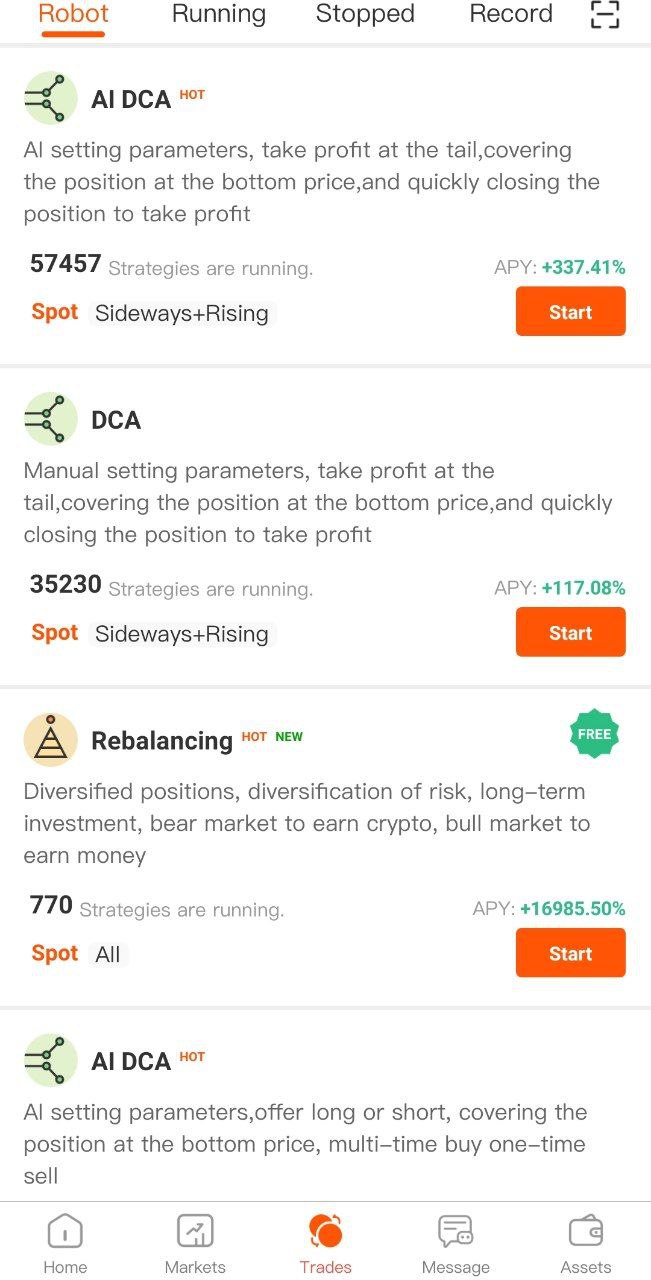 Robot Running Stopped Record
AI DCA HOT
AI setting parameters, take profit at the tail,covering
the position at the bottom price,and quickly closing the
position to take profit
57457 Strategies are running. APY: +337.41%
Spot Sideways+Rising Start
DCA
Manual setting parameters, take profit at the
tail,covering the position at the bottom price,and quickly
closing the position to take profit
35230 Strategies are running. APY: +117.08%
Spot Sideways+Rising Start
Rebalancing HOT NEW FREE
Diversified positions, diversification of risk, long-term
investment, bear market to earn crypto, bull market to
earn money
770 Strategies are running. APY: +16985.50%
Spot All Start
AI DCA HOT
AI setting parameters,offer long or short, covering the
position at the bottom price, multi-time buy one-time
sell
Home Markets Trades Message Assets